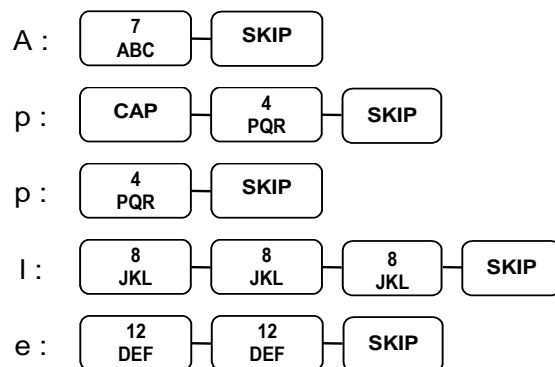 A : 7 ABC SKIP
p : CAP 4 PQR SKIP
p : 4 PQR SKIP
l : 8 JKL 8 JKL 8 JKL SKIP
e : 12 DEF 12 DEF SKIP